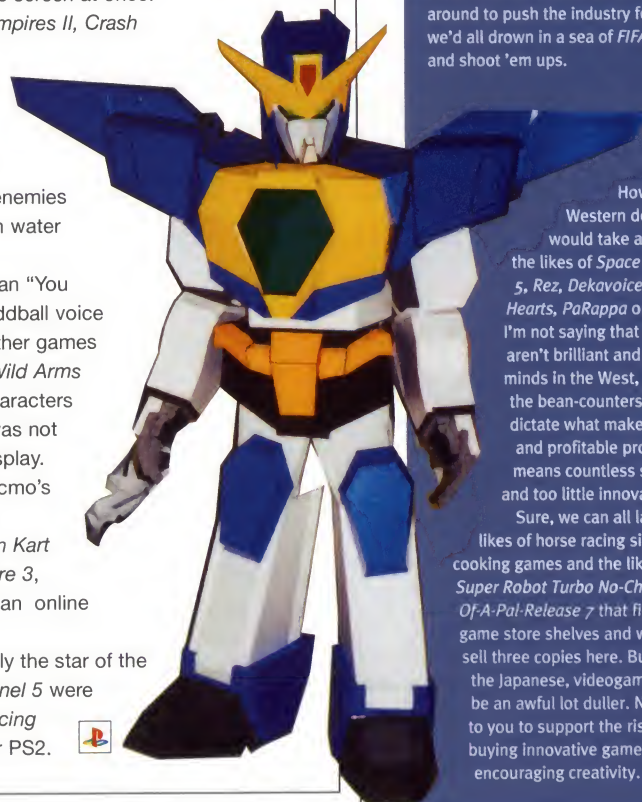 mpires II, Crash
enemies
n water
an “You
ddball voice
ther games
Wild Arms
aracters
was not
splay.
cmo's
n Kart
re 3,
an online
ly the star of the
nel 5 were
cing
PS2.
around to push the industry f
we'd all drown in a sea of FIFA
and shoot 'em ups.
How
Western de
would take a
the likes of Space
5, Rez, Dekavoice
Hearts, PaRappa o
I'm not saying that
aren't brilliant and
minds in the West,
the bean-counters
dictate what make
and profitable pro
means countless s
and too little innova
Sure, we can all la
likes of horse racing si
cooking games and the lik
Super Robot Turbo No-Ch
Of-A-Pal-Release 7 that fi
game store shelves and w
sell three copies here. Bu
the Japanese, videogam
be an awful lot duller. N
to you to support the ris
buying innovative game
encouraging creativity.